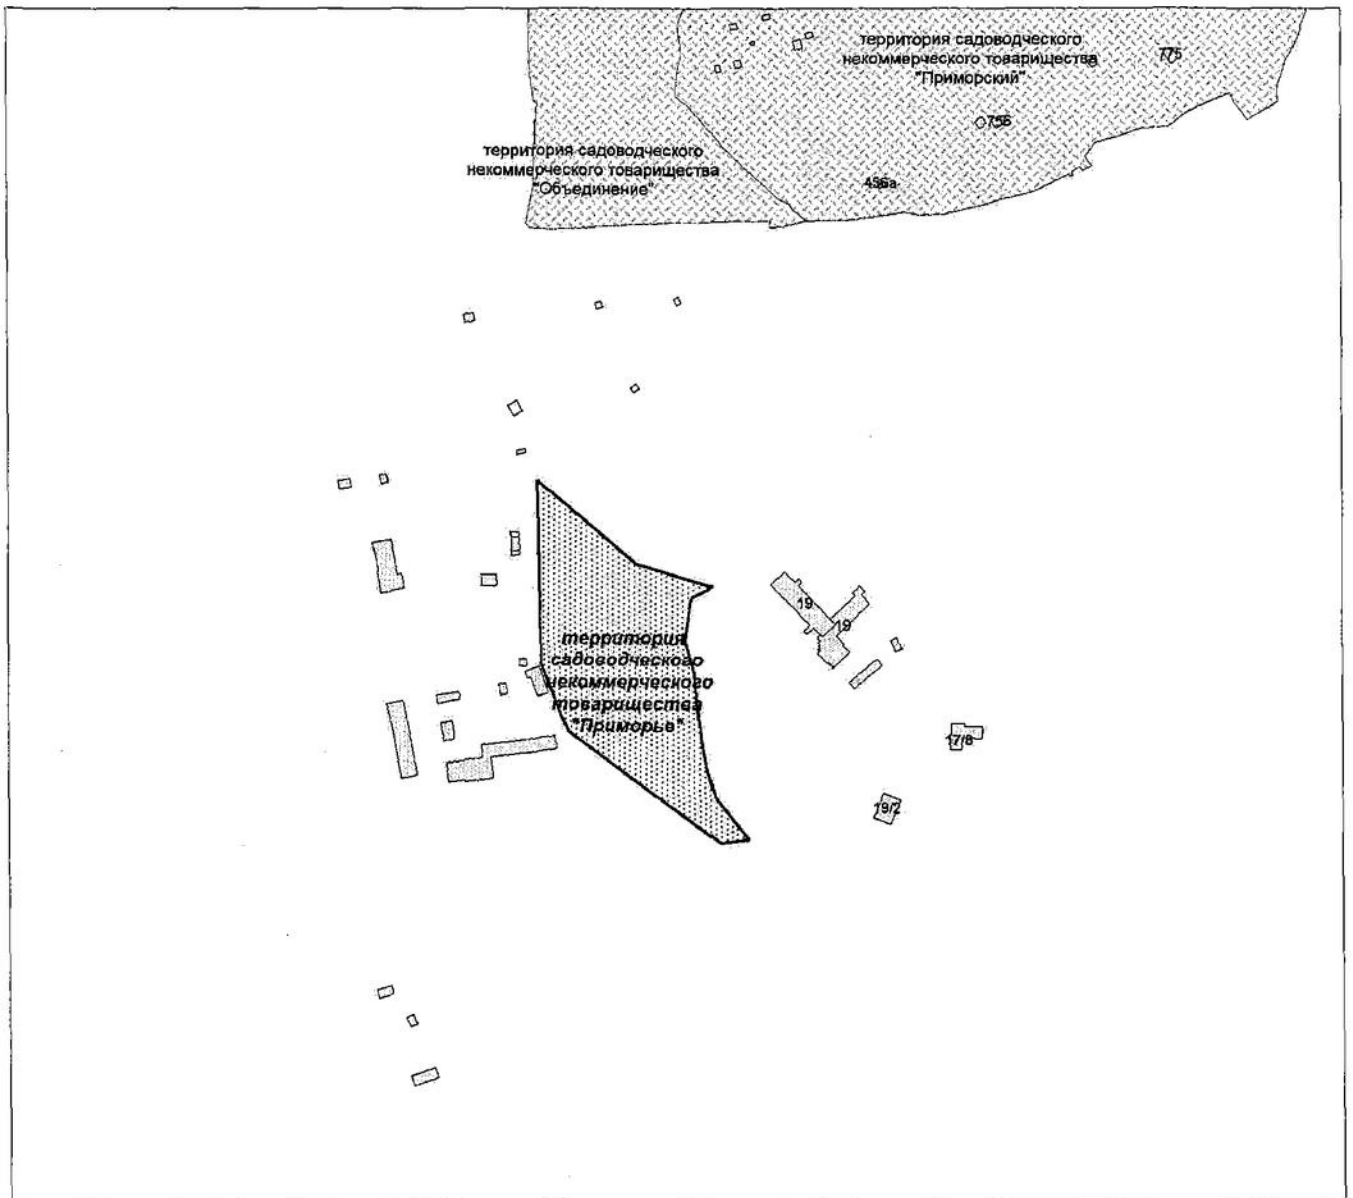 территория садоводческого
некоммерческого товарищества
"Приморский"
775
756
456а
территория садоводческого
некоммерческого товарищества
"Объединение"
19
19
территория
садоводческого
некоммерческого
товарищества
"Приморье"
17/8
19/2